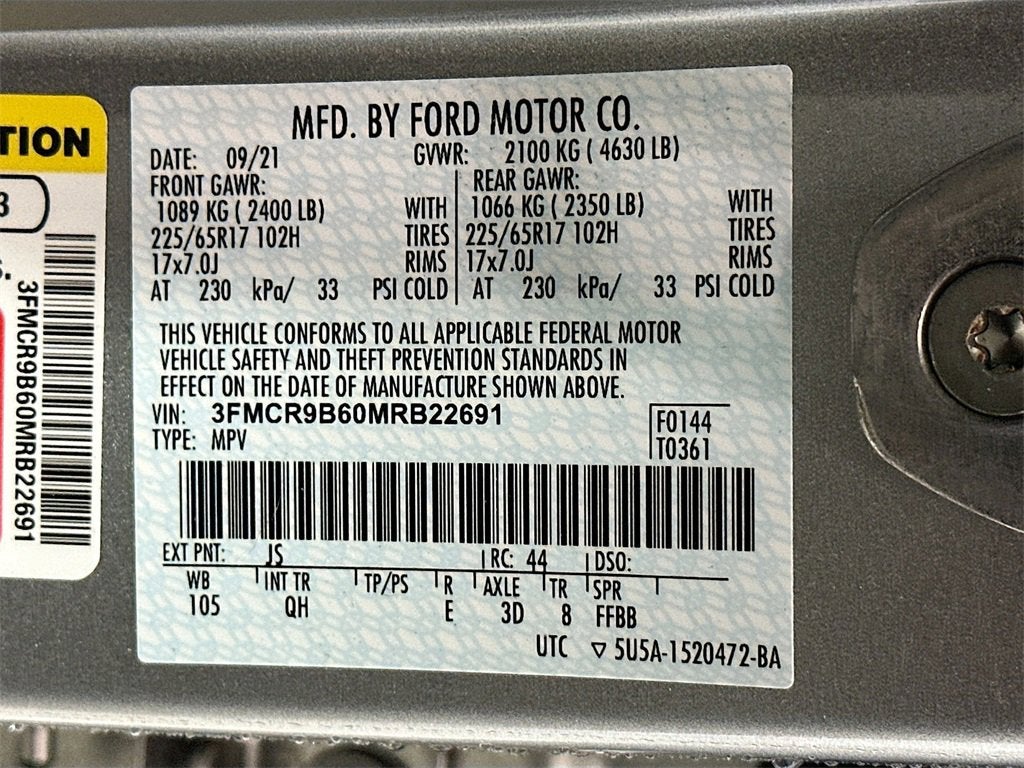 MFD. BY FORD MOTOR CO.
DATE: 09/21 GVWR: 2100 KG ( 4630 LB)
FRONT GAWR: REAR GAWR:
1089 KG ( 2400 LB) WITH 1066 KG ( 2350 LB) WITH
225/65R17 102H TIRES 225/65R17 102H TIRES
17x7.0J RIMS 17x7.0J RIMS
AT 230 kPa/ 33 PSI COLD AT 230 kPa/ 33 PSI COLD
THIS VEHICLE CONFORMS TO ALL APPLICABLE FEDERAL MOTOR
VEHICLE SAFETY AND THEFT PREVENTION STANDARDS IN
EFFECT ON THE DATE OF MANUFACTURE SHOWN ABOVE.
VIN: 3FMCR9B60MRB22691
TYPE: MPV
F0144
T0361
EXT PNT: JS RC: 44 DSO:
WB INT TR TP/PS R AXLE TR SPR
105 QH E 3D 8 FFBB
UTC ▽ 5U5A-1520472-BA
TION
3
3FMCR9B60MRB22691